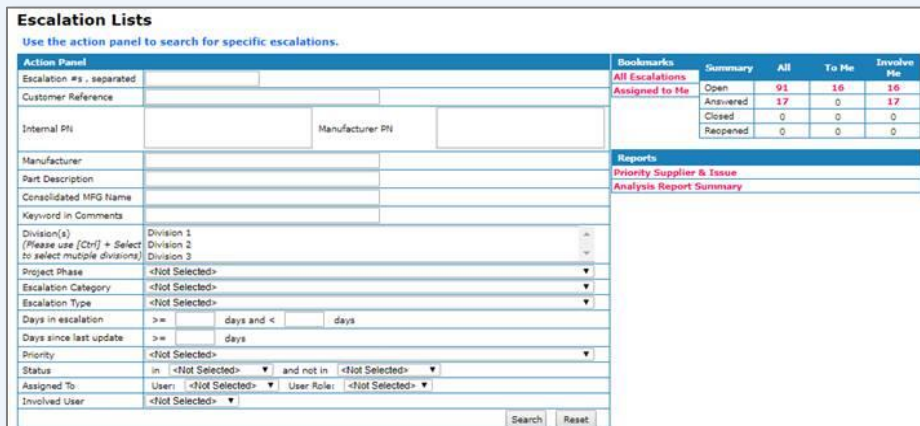 Escalation Lists
Use the action panel to search for specific escalations.
Action Panel
Escalation #s , separated
Customer Reference
Internal PN Manufacturer PN
Manufacturer
Part Description
Consolidated MFG Name
Keyword in Comments
Division(s)
(Please use [Ctrl] + Select
to select mutiple divisions)
Division 1
Division 2
Division 3
Project Phase <Not Selected>
Escalation Category <Not Selected>
Escalation Type <Not Selected>
Days in escalation >= days and < days
Days since last update >= days
Priority <Not Selected>
Status in <Not Selected> and not in <Not Selected>
Assigned To User: <Not Selected> User Role: <Not Selected>
Involved User <Not Selected>
Search Reset
Bookmarks
All Escalations
Assigned to Me
Summary All To Me Involve
Me
Open 91 16 16
Answered 17 0 17
Closed 0 0 0
Reopened 0 0 0
Reports
Priority Supplier & Issue
Analysis Report Summary